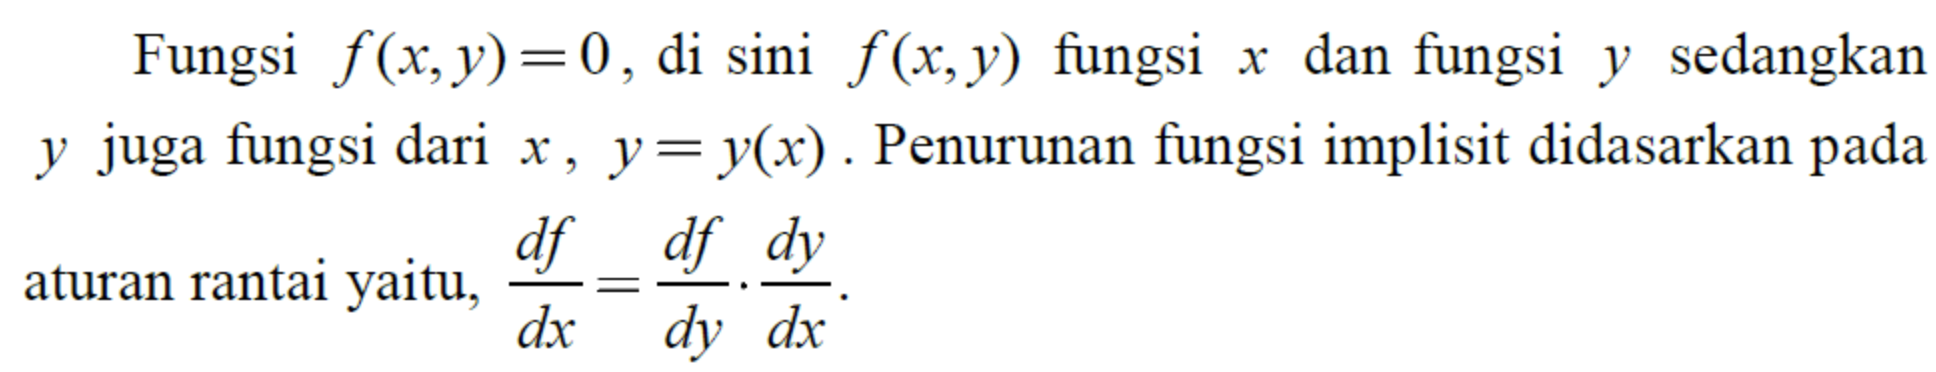 Fungsi f(x, y) = 0, di sini f(x, y) fungsi x dan fungsi y sedangkan
y juga fungsi dari x, y = y(x). Penurunan fungsi implisit didasarkan pada
aturan rantai yaitu, df/dx = df/dy · dy/dx.